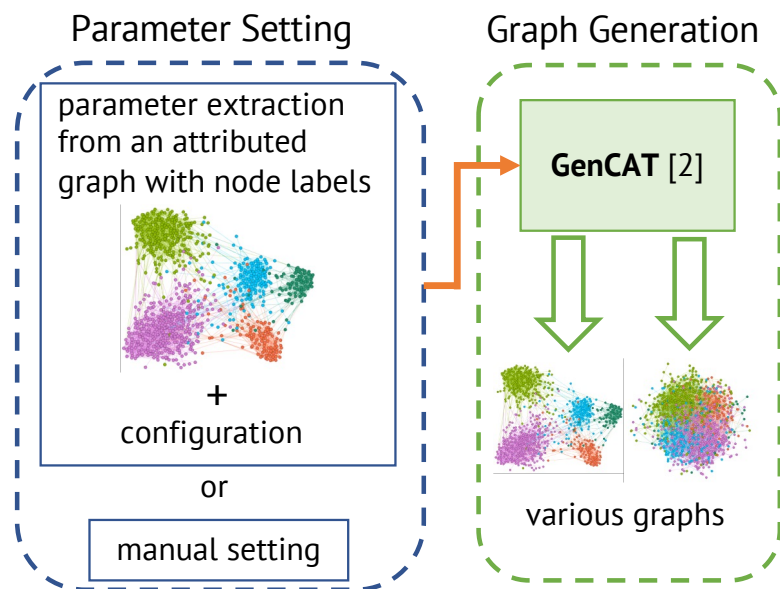 Parameter Setting
parameter extraction
from an attributed
graph with node labels
+
configuration
or
manual setting
Graph Generation
GenCAT [2]
various graphs